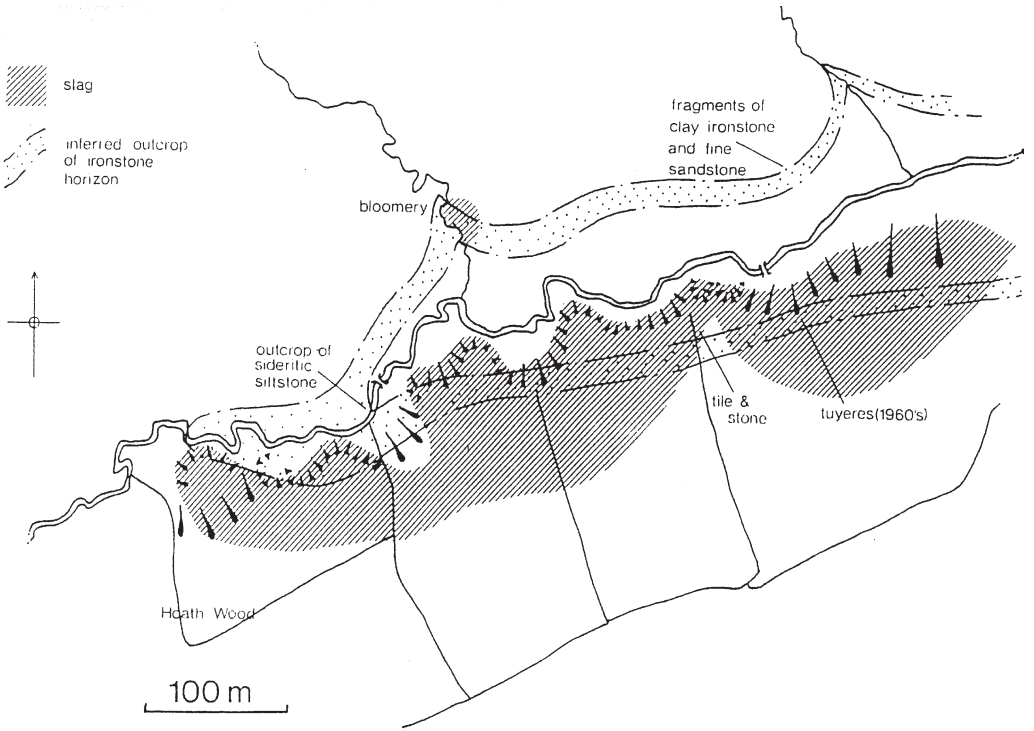 slag
inferred outcrop
of ironstone
horizon
fragments of
clay ironstone
and fine
sandstone
bloomery
outcrop of
sideritic
siltstone
tile &
stone
tuyeres(1960's)
Hoath Wood
100 m